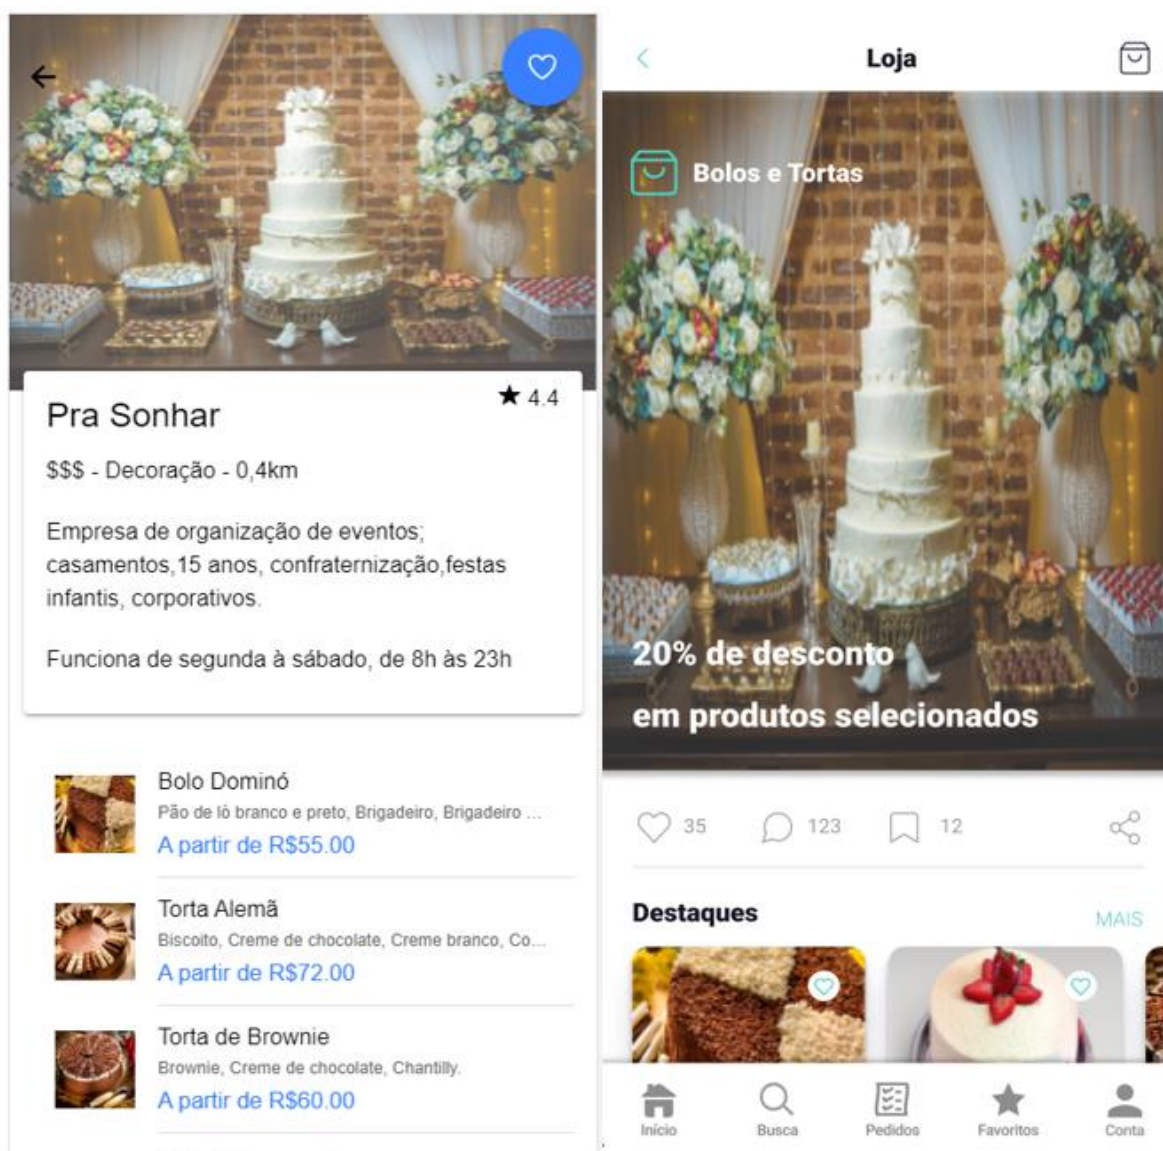 Pra Sonhar
★ 4.4
$$$ - Decoração - 0,4km
Empresa de organização de eventos;
casamentos,15 anos, confraternização,festas
infantis, corporativos.
Funciona de segunda à sábado, de 8h às 23h
Bolo Dominó
Pão de lô branco e preto, Brigadeiro, Brigadeiro ...
A partir de R$55.00
Torta Alemã
Biscoito, Creme de chocolate, Creme branco, Co...
A partir de R$72.00
Torta de Brownie
Brownie, Creme de chocolate, Chantilly.
A partir de R$60.00
Loja
Bolos e Tortas
20% de desconto
em produtos selecionados
35 123 12
Destaques MAIS
Início Busca Pedidos Favoritos Conta